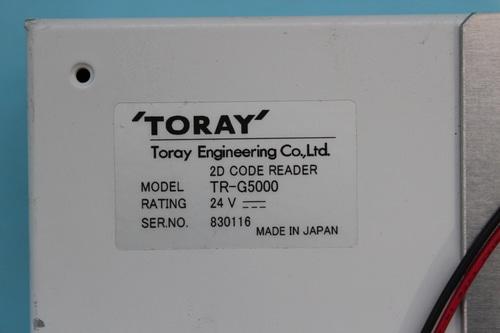 'TORAY'
Toray Engineering Co.,Ltd.
2D CODE READER
MODEL TR-G5000
RATING 24 V ⎓
SER.NO. 830116
MADE IN JAPAN